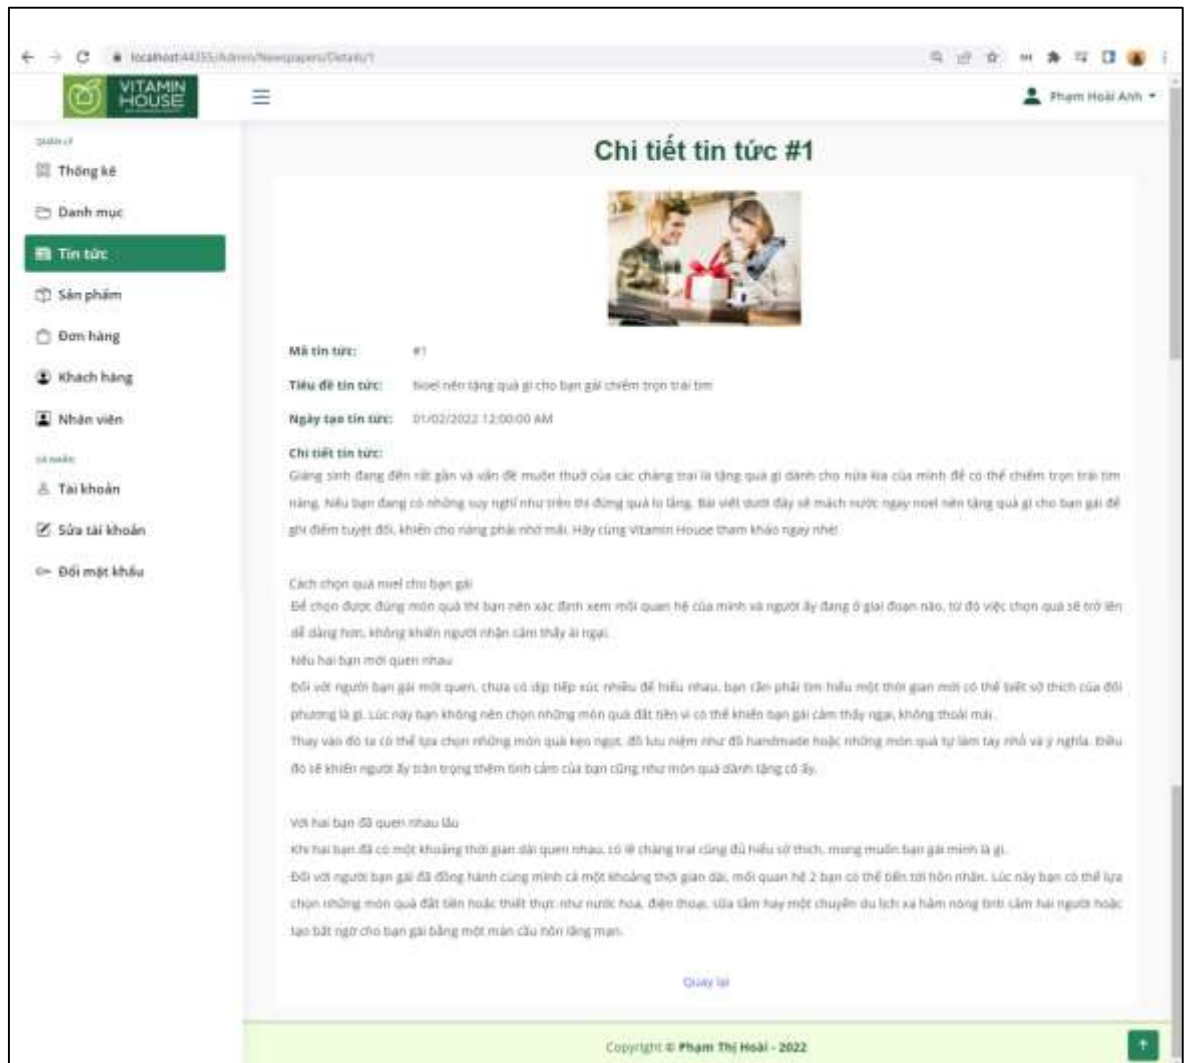 localhost:44355/Admin/Newspapers/Details/1
VITAMIN
HOUSE
Phạm Hoài Anh
Chi tiết tin tức #1
QUẢN LÝ
Thống kê
Danh mục
Tin tức
Sản phẩm
Đơn hàng
Khách hàng
Nhân viên
CÁ NHÂN
Tài khoản
Sửa tài khoản
Đổi mật khẩu
Mã tin tức: #1
Tiêu đề tin tức: Noel nên tặng quà gì cho bạn gái chiếm trọn trái tim
Ngày tạo tin tức: 01/02/2022 12:00:00 AM
Chi tiết tin tức:
Giáng sinh đang đến rất gần và vấn đề muôn thuở của các chàng trai là tặng quà gì dành cho nửa kia của mình để có thể chiếm trọn trái tim
nàng. Nếu bạn đang có những suy nghĩ như trên thì đừng quá lo lắng. Bài viết dưới đây sẽ mách nước ngay noel nên tặng quà gì cho bạn gái để
ghi điểm tuyệt đối, khiến cho nàng phải nhớ mãi. Hãy cùng Vitamin House tham khảo ngay nhé!
Cách chọn quà noel cho bạn gái
Để chọn được đúng món quà thì bạn nên xác định xem mối quan hệ của mình và người ấy đang ở giai đoạn nào, từ đó việc chọn quà sẽ trở lên
dễ dàng hơn, không khiến người nhận cảm thấy ái ngại.
Nếu hai bạn mới quen nhau
Đối với người bạn gái mới quen, chưa có dịp tiếp xúc nhiều để hiểu nhau, bạn cần phải tìm hiểu một thời gian mới có thể biết sở thích của đối
phương là gì. Lúc này bạn không nên chọn những món quà đắt tiền vì có thể khiến bạn gái cảm thấy ngại, không thoải mái.
Thay vào đó ta có thể lựa chọn những món quà kẹo ngọt, đồ lưu niệm như đồ handmade hoặc những món quà tự làm tay nhỏ và ý nghĩa. Điều
đó sẽ khiến người ấy trân trọng thêm tình cảm của bạn cũng như món quà dành tặng cô ấy.
Với hai bạn đã quen nhau lâu
Khi hai bạn đã có một khoảng thời gian dài quen nhau, có lẽ chàng trai cũng đủ hiểu sở thích, mong muốn bạn gái mình là gì.
Đối với người bạn gái đã đồng hành cùng mình cả một khoảng thời gian dài, mối quan hệ 2 bạn có thể tiến tới hôn nhân. Lúc này bạn có thể lựa
chọn những món quà đắt tiền hoặc thiết thực như nước hoa, điện thoại, sữa tắm hay một chuyến du lịch xa hâm nóng tình cảm hai người hoặc
tạo bất ngờ cho bạn gái bằng một màn cầu hôn lãng mạn.
Quay lại
Copyright © Phạm Thị Hoài - 2022